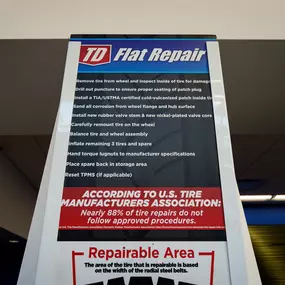 TD Flat Repair
Remove tire from wheel and inspect inside of tire for damage
Drill out puncture to ensure proper seating of patch plug
Install a TIA/USTMA certified cold-vulcanized patch inside tire
Sand all corrosion from wheel flange and hub surface
Install new rubber valve stem & new nickel-plated valve core
Carefully remount tire on the wheel
Balance tire and wheel assembly
Inflate remaining 3 tires and spare
Hand torque lugnuts to manufacturer specifications
Place spare back in storage area
Reset TPMS (if applicable)
ACCORDING TO U.S. TIRE
MANUFACTURERS ASSOCIATION:
Nearly 88% of tire repairs do not
follow approved procedures.
Repairable Area
The area of the tire that is repairable is based
on the width of the radial steel belts.